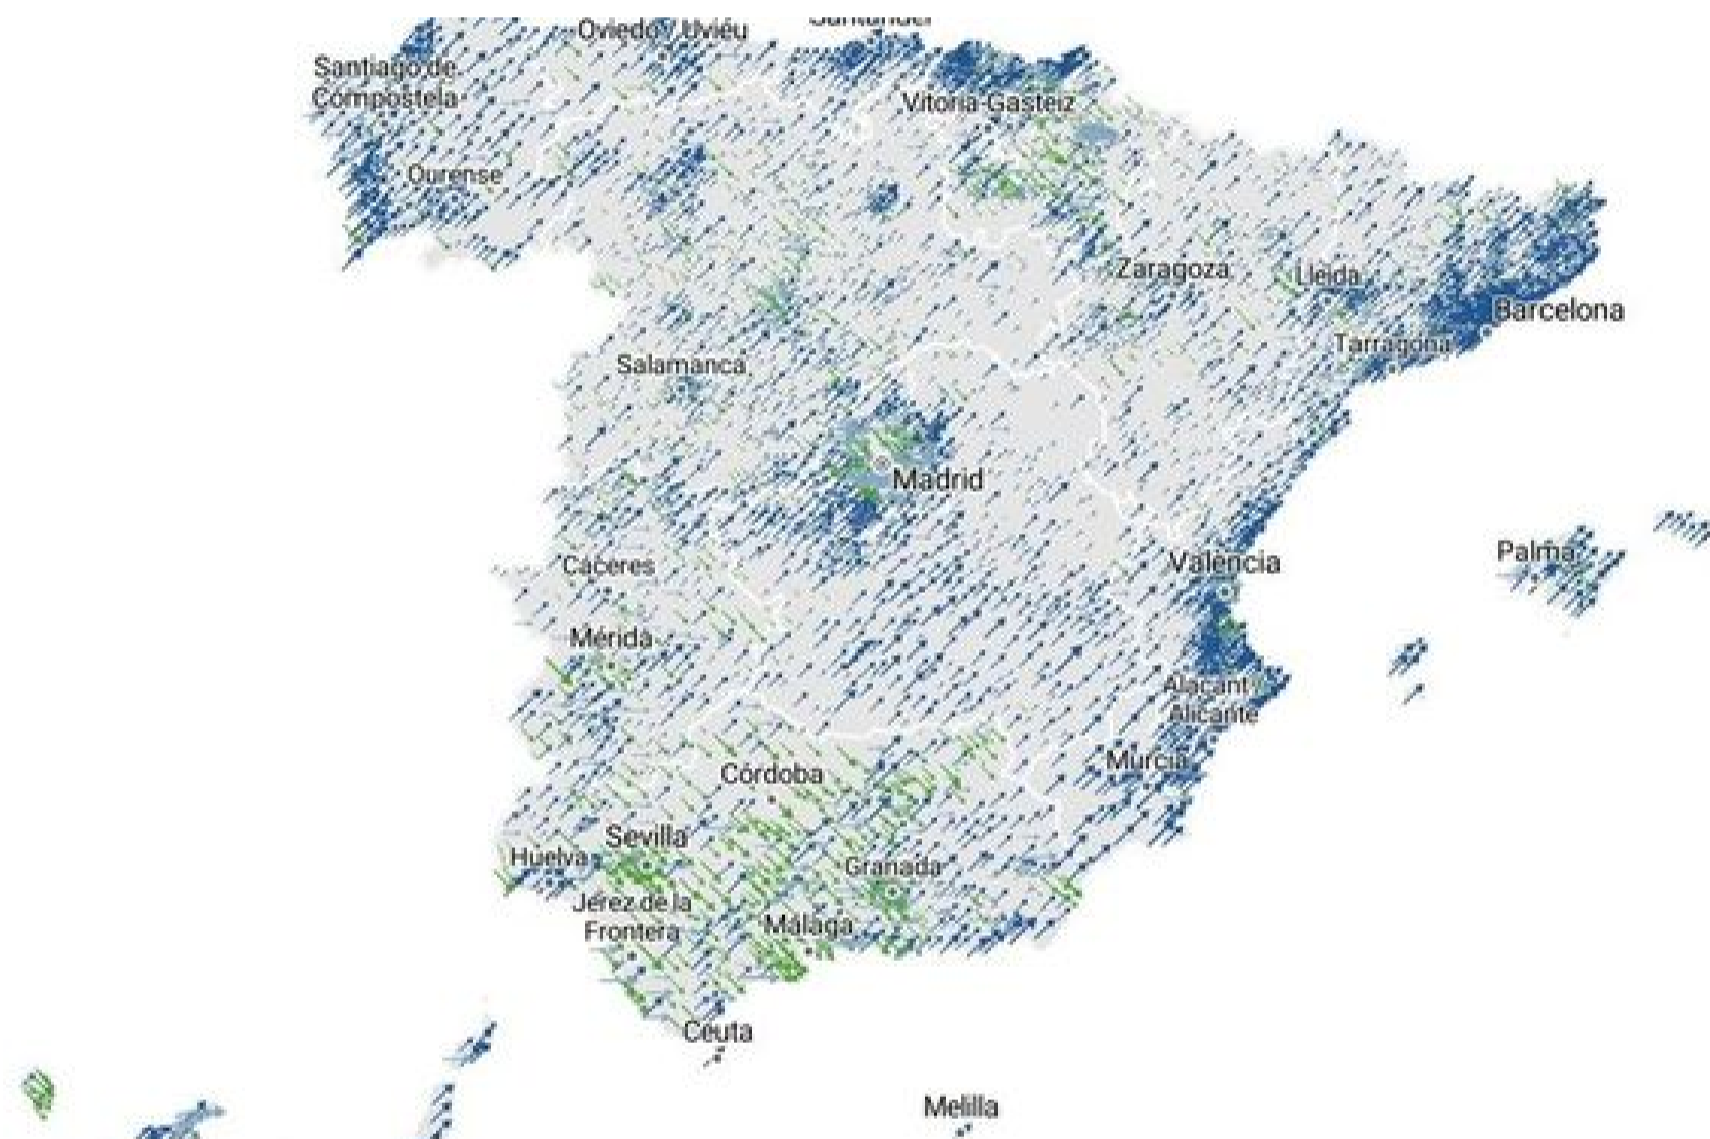 Oviedo / Uviéu
Santander
Santiago de
Compostela
Vitoria-Gasteiz
Ourense
Zaragoza
Lleida
Barcelona
Tarragona
Salamanca
Madrid
València
Palma
Cáceres
Mérida
Alacant /
Alicante
Murcia
Córdoba
Sevilla
Huelva
Granada
Jerez de la
Frontera
Málaga
Ceuta
Melilla